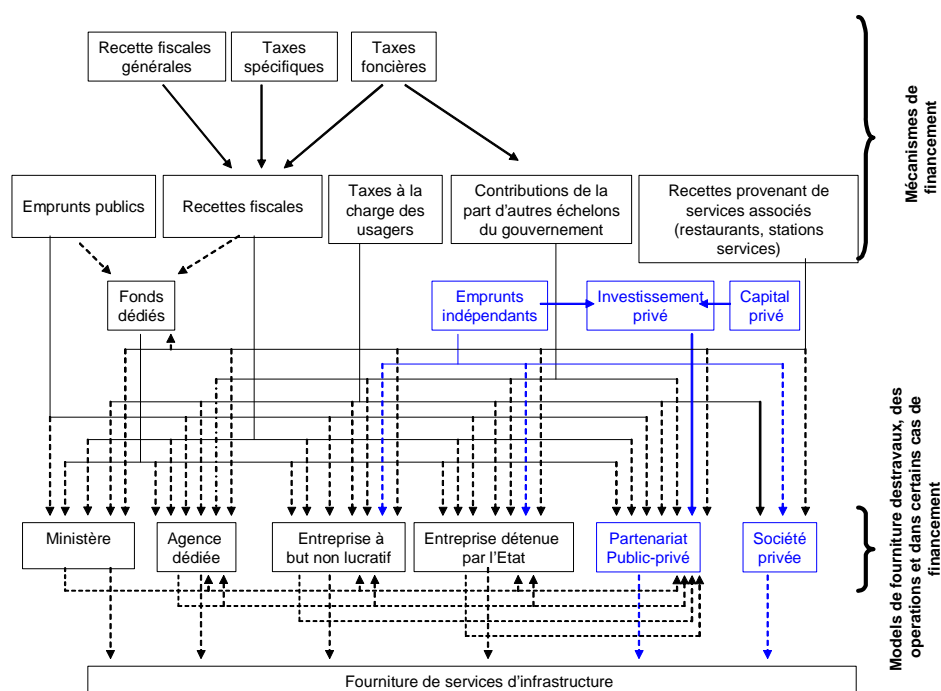 Recette fiscales
générales
Taxes
spécifiques
Taxes
foncières
Mécanismes de
financement
Emprunts publics
Recettes fiscales
Taxes à la
charge des
usagers
Contributions de la
part d'autres échelons
du gouvernement
Recettes provenant de
services associés
(restaurants, stations
services)
Fonds
dédiés
Emprunts
indépendants
Investissement
privé
Capital
privé
Models de fourniture destravaux, des
operations et dans certains cas de
financement
Ministère
Agence
dédiée
Entreprise à
but non lucratif
Entreprise détenue
par l'Etat
Partenariat
Public-privé
Société
privée
Fourniture de services d'infrastructure